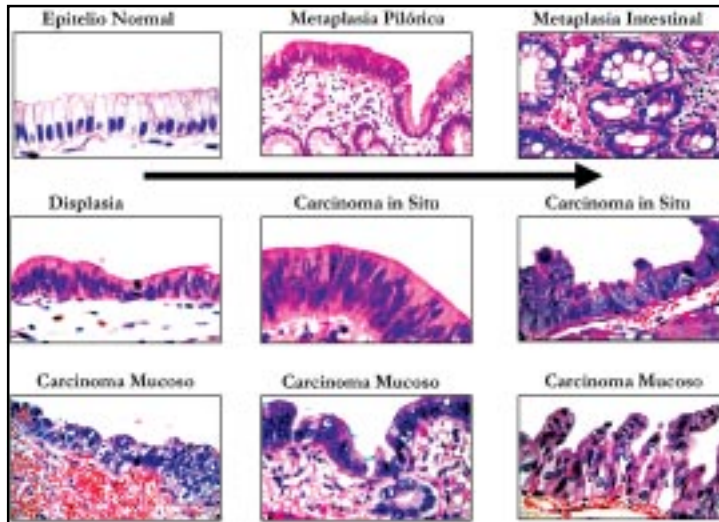 Epitelio Normal
Metaplasia Pilórica
Metaplasia Intestinal
Displasia
Carcinoma in Situ
Carcinoma in Situ
Carcinoma Mucoso
Carcinoma Mucoso
Carcinoma Mucoso